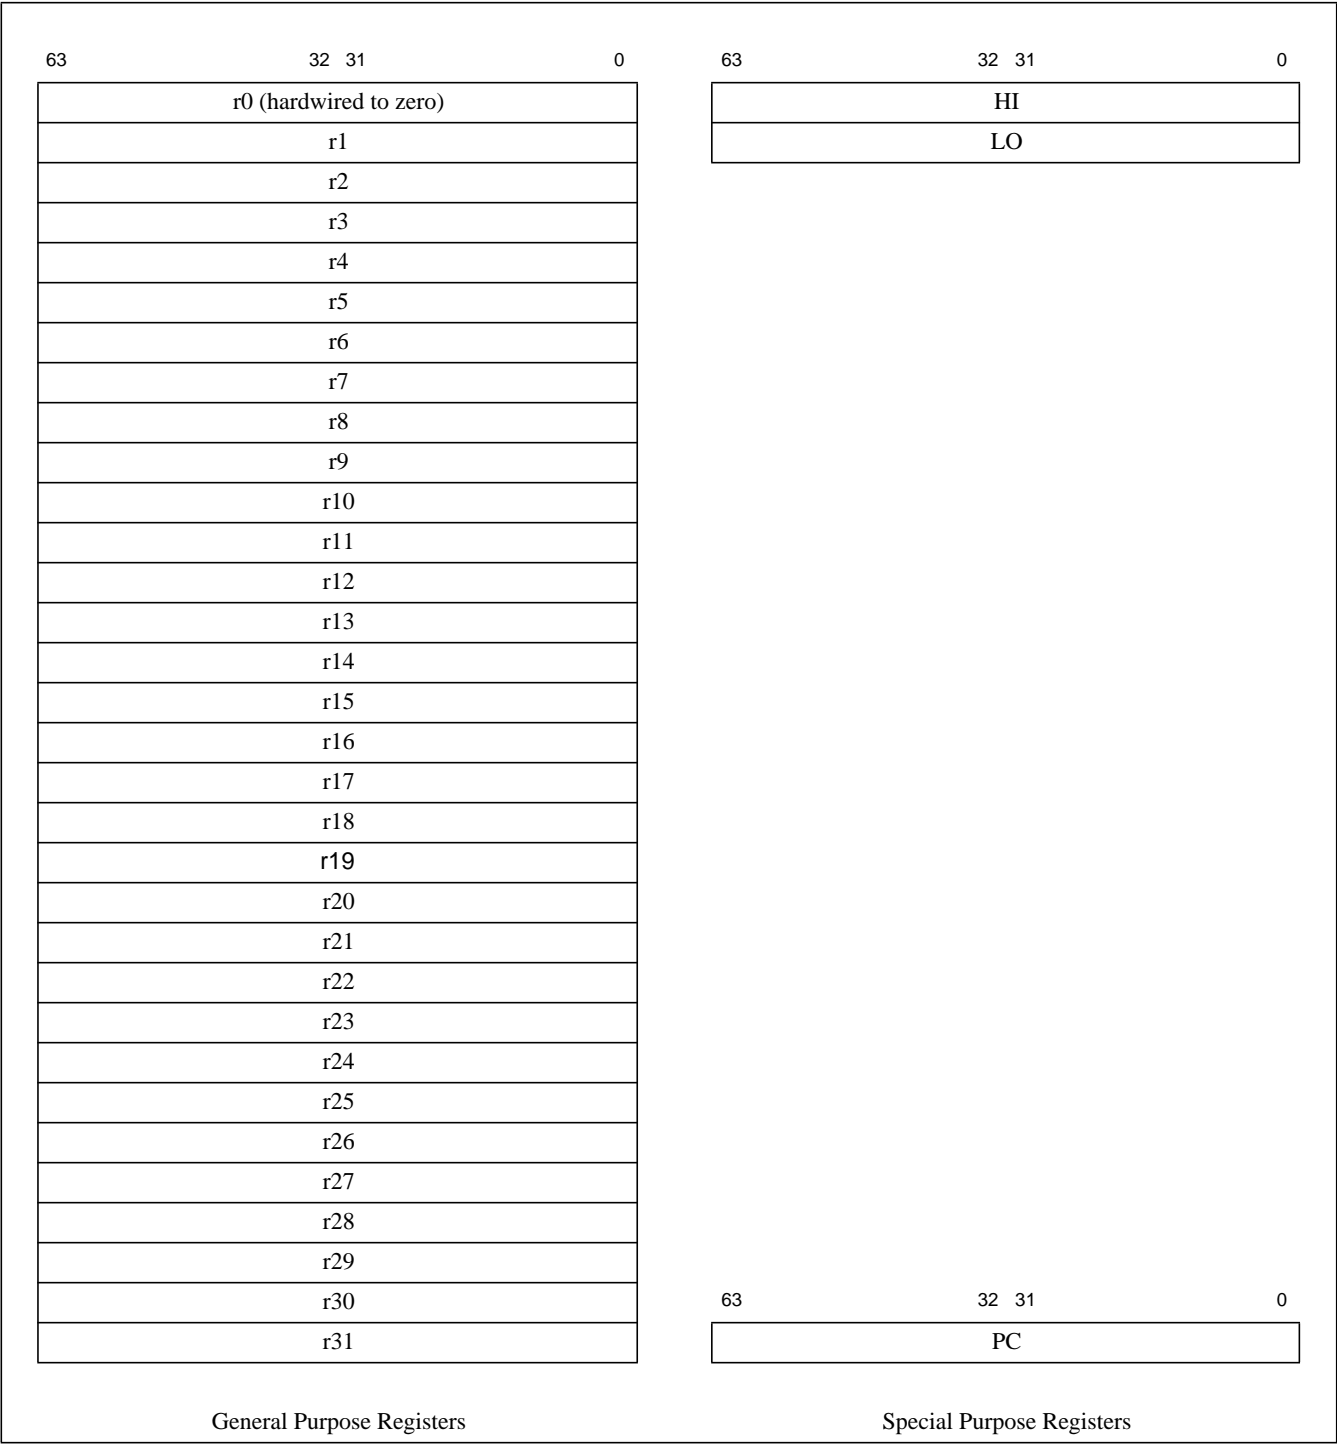 63 32 31 0
r0 (hardwired to zero)
r1
r2
r3
r4
r5
r6
r7
r8
r9
r10
r11
r12
r13
r14
r15
r16
r17
r18
r19
r20
r21
r22
r23
r24
r25
r26
r27
r28
r29
r30
r31
General Purpose Registers
63 32 31 0
HI
LO
63 32 31 0
PC
Special Purpose Registers